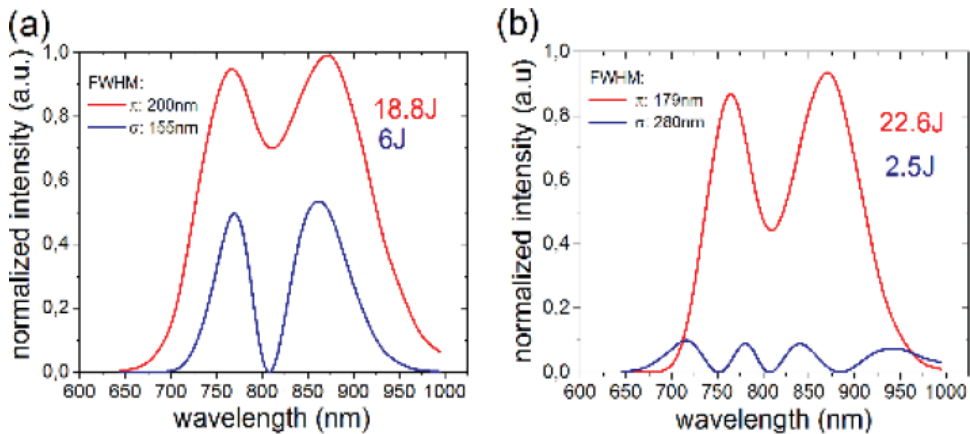 (a)
normalized intensity (a.u.)
1,0
0,8
0,6
0,4
0,2
0,0
FWHM:
π: 200nm
σ: 155nm
18.8J
6J
600 650 700 750 800 850 900 950 1000
wavelength (nm)
(b)
normalized intensity (a.u)
1,0
0,8
0,6
0,4
0,2
0,0
FWHM:
π: 179nm
σ: 280nm
22.6J
2.5J
600 650 700 750 800 850 900 950 1000
wavelength (nm)